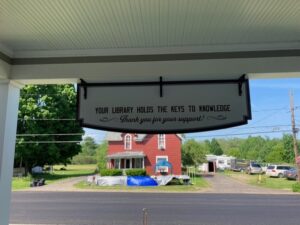 YOUR LIBRARY HOLDS THE KEYS TO KNOWLEDGE
Thank you for your support!